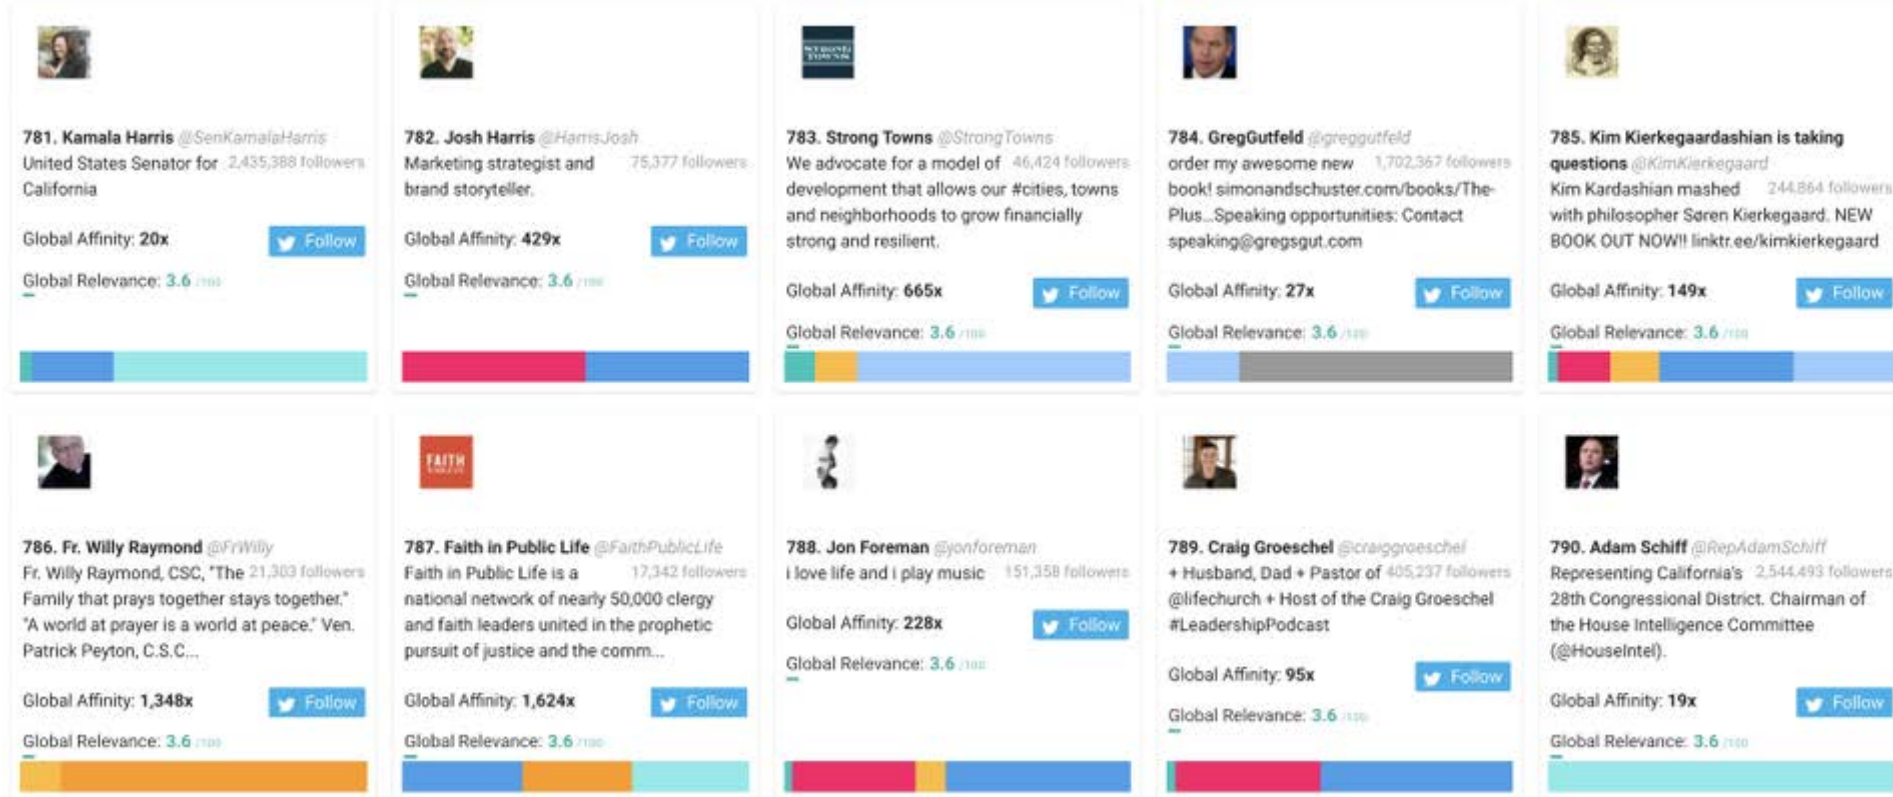 STRONG
TOWNS
781. Kamala Harris @SenKamalaHarris
United States Senator for 2,435,388 followers
California
Global Affinity: 20x
Follow
Global Relevance: 3.6 /100
782. Josh Harris @HarrisJosh
Marketing strategist and 75,377 followers
brand storyteller.
Global Affinity: 429x
Follow
Global Relevance: 3.6 /100
783. Strong Towns @StrongTowns
We advocate for a model of 46,424 followers
development that allows our #cities, towns
and neighborhoods to grow financially
strong and resilient.
Global Affinity: 665x
Follow
Global Relevance: 3.6 /100
784. GregGutfeld @greggutfeld
order my awesome new 1,702,367 followers
book! simonandschuster.com/books/The-
Plus...Speaking opportunities: Contact
speaking@gregsgut.com
Global Affinity: 27x
Follow
Global Relevance: 3.6 /100
785. Kim Kierkegaardashian is taking
questions @KimKierkegaard
Kim Kardashian mashed 244,864 followers
with philosopher Søren Kierkegaard. NEW
BOOK OUT NOW!! linktr.ee/kimkierkegaard
Global Affinity: 149x
Follow
Global Relevance: 3.6 /100
786. Fr. Willy Raymond @FrWilly
Fr. Willy Raymond, CSC, "The 21,303 followers
Family that prays together stays together."
"A world at prayer is a world at peace." Ven.
Patrick Peyton, C.S.C...
Global Affinity: 1,348x
Follow
Global Relevance: 3.6 /100
FAITH
787. Faith in Public Life @FaithPublicLife
Faith in Public Life is a 17,342 followers
national network of nearly 50,000 clergy
and faith leaders united in the prophetic
pursuit of justice and the comm...
Global Affinity: 1,624x
Follow
Global Relevance: 3.6 /100
788. Jon Foreman @jonforeman
i love life and i play music 151,358 followers
Global Affinity: 228x
Follow
Global Relevance: 3.6 /100
789. Craig Groeschel @craiggroeschel
+ Husband, Dad + Pastor of 405,237 followers
@lifechurch + Host of the Craig Groeschel
#LeadershipPodcast
Global Affinity: 95x
Follow
Global Relevance: 3.6 /100
790. Adam Schiff @RepAdamSchiff
Representing California's 2,544,493 followers
28th Congressional District. Chairman of
the House Intelligence Committee
(@HouseIntel).
Global Affinity: 19x
Follow
Global Relevance: 3.6 /100